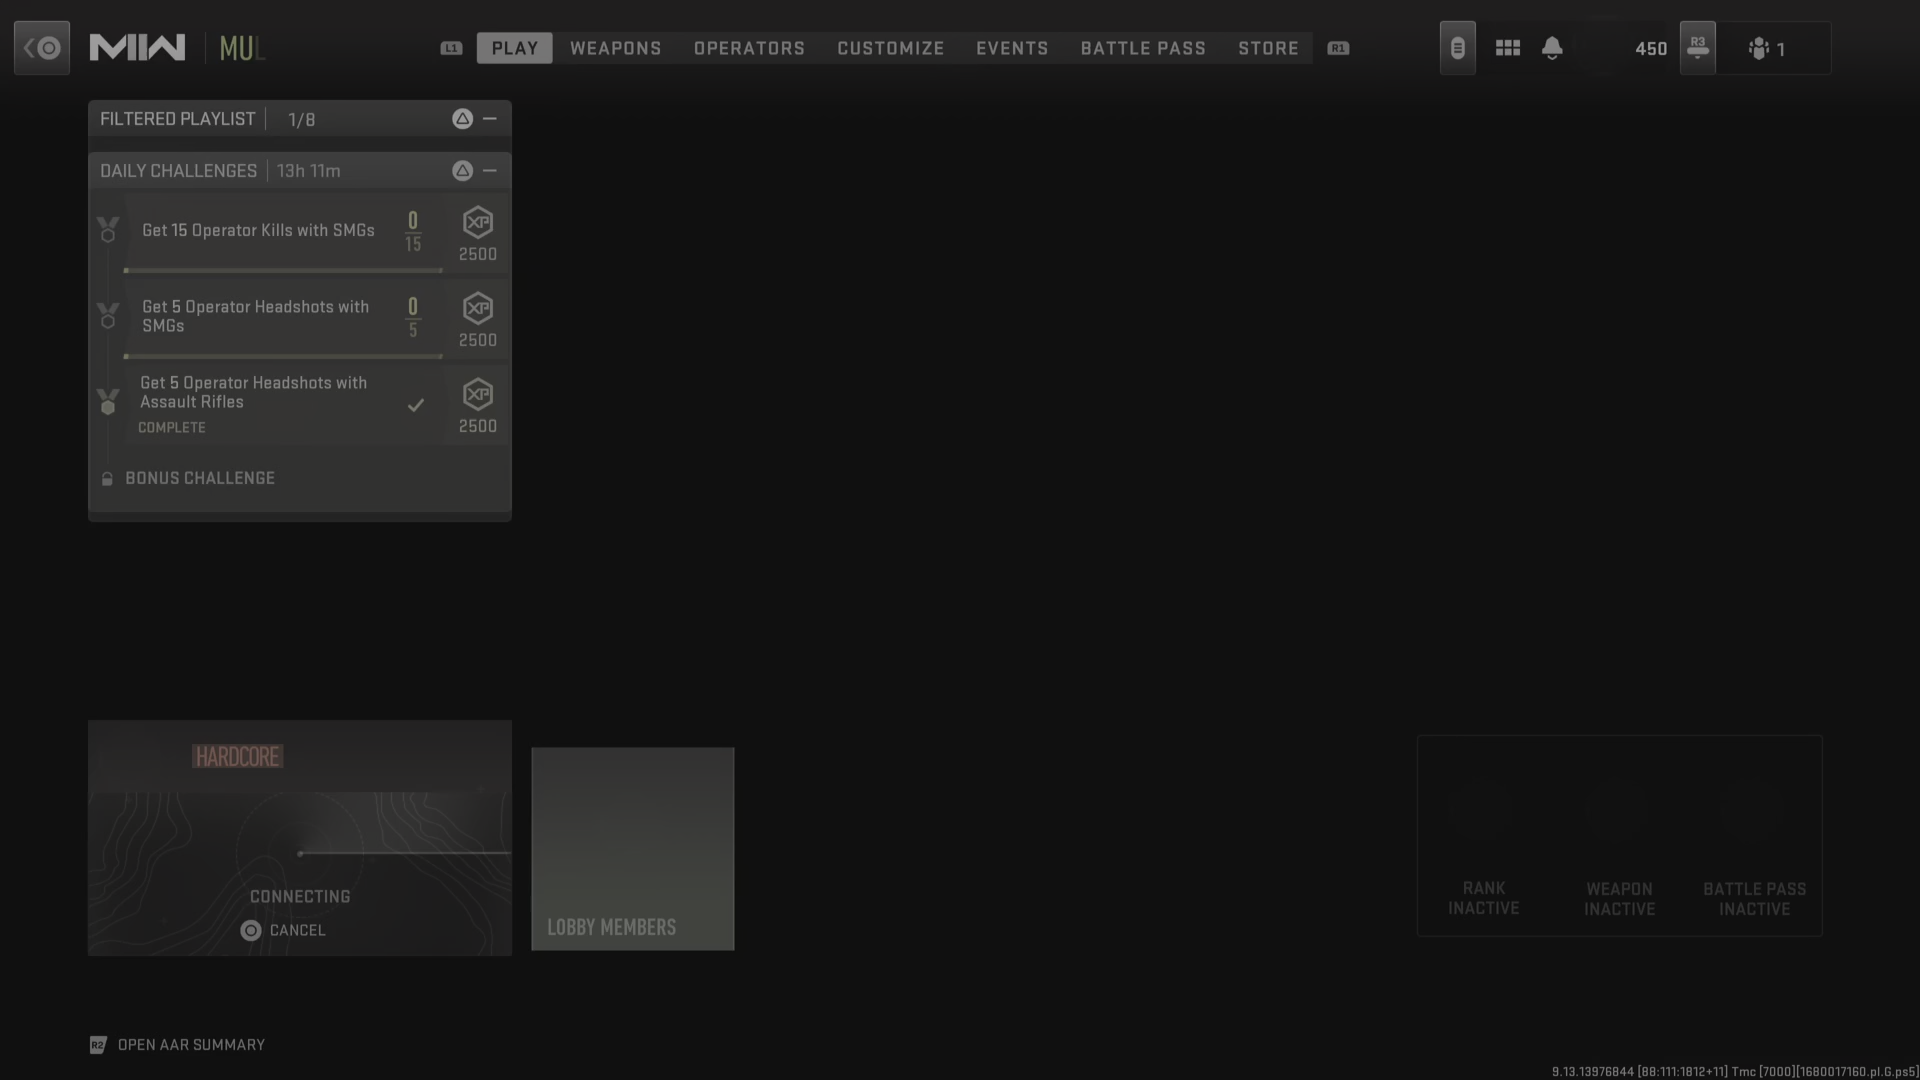 MW MUL
L1 PLAY WEAPONS OPERATORS CUSTOMIZE EVENTS BATTLE PASS STORE R1
450 R3 1
FILTERED PLAYLIST 1/8
DAILY CHALLENGES 13h 11m
Get 15 Operator Kills with SMGs
0
15
XP
2500
Get 5 Operator Headshots with
SMGs
0
5
XP
2500
Get 5 Operator Headshots with
Assault Rifles
COMPLETE
XP
2500
BONUS CHALLENGE
HARDCORE
CONNECTING
CANCEL
LOBBY MEMBERS
RANK
INACTIVE
WEAPON
INACTIVE
BATTLE PASS
INACTIVE
R2 OPEN AAR SUMMARY
9.13.13976844 [88:111:1812+11] Tmc [7000][1680017160.pl.G.ps5]